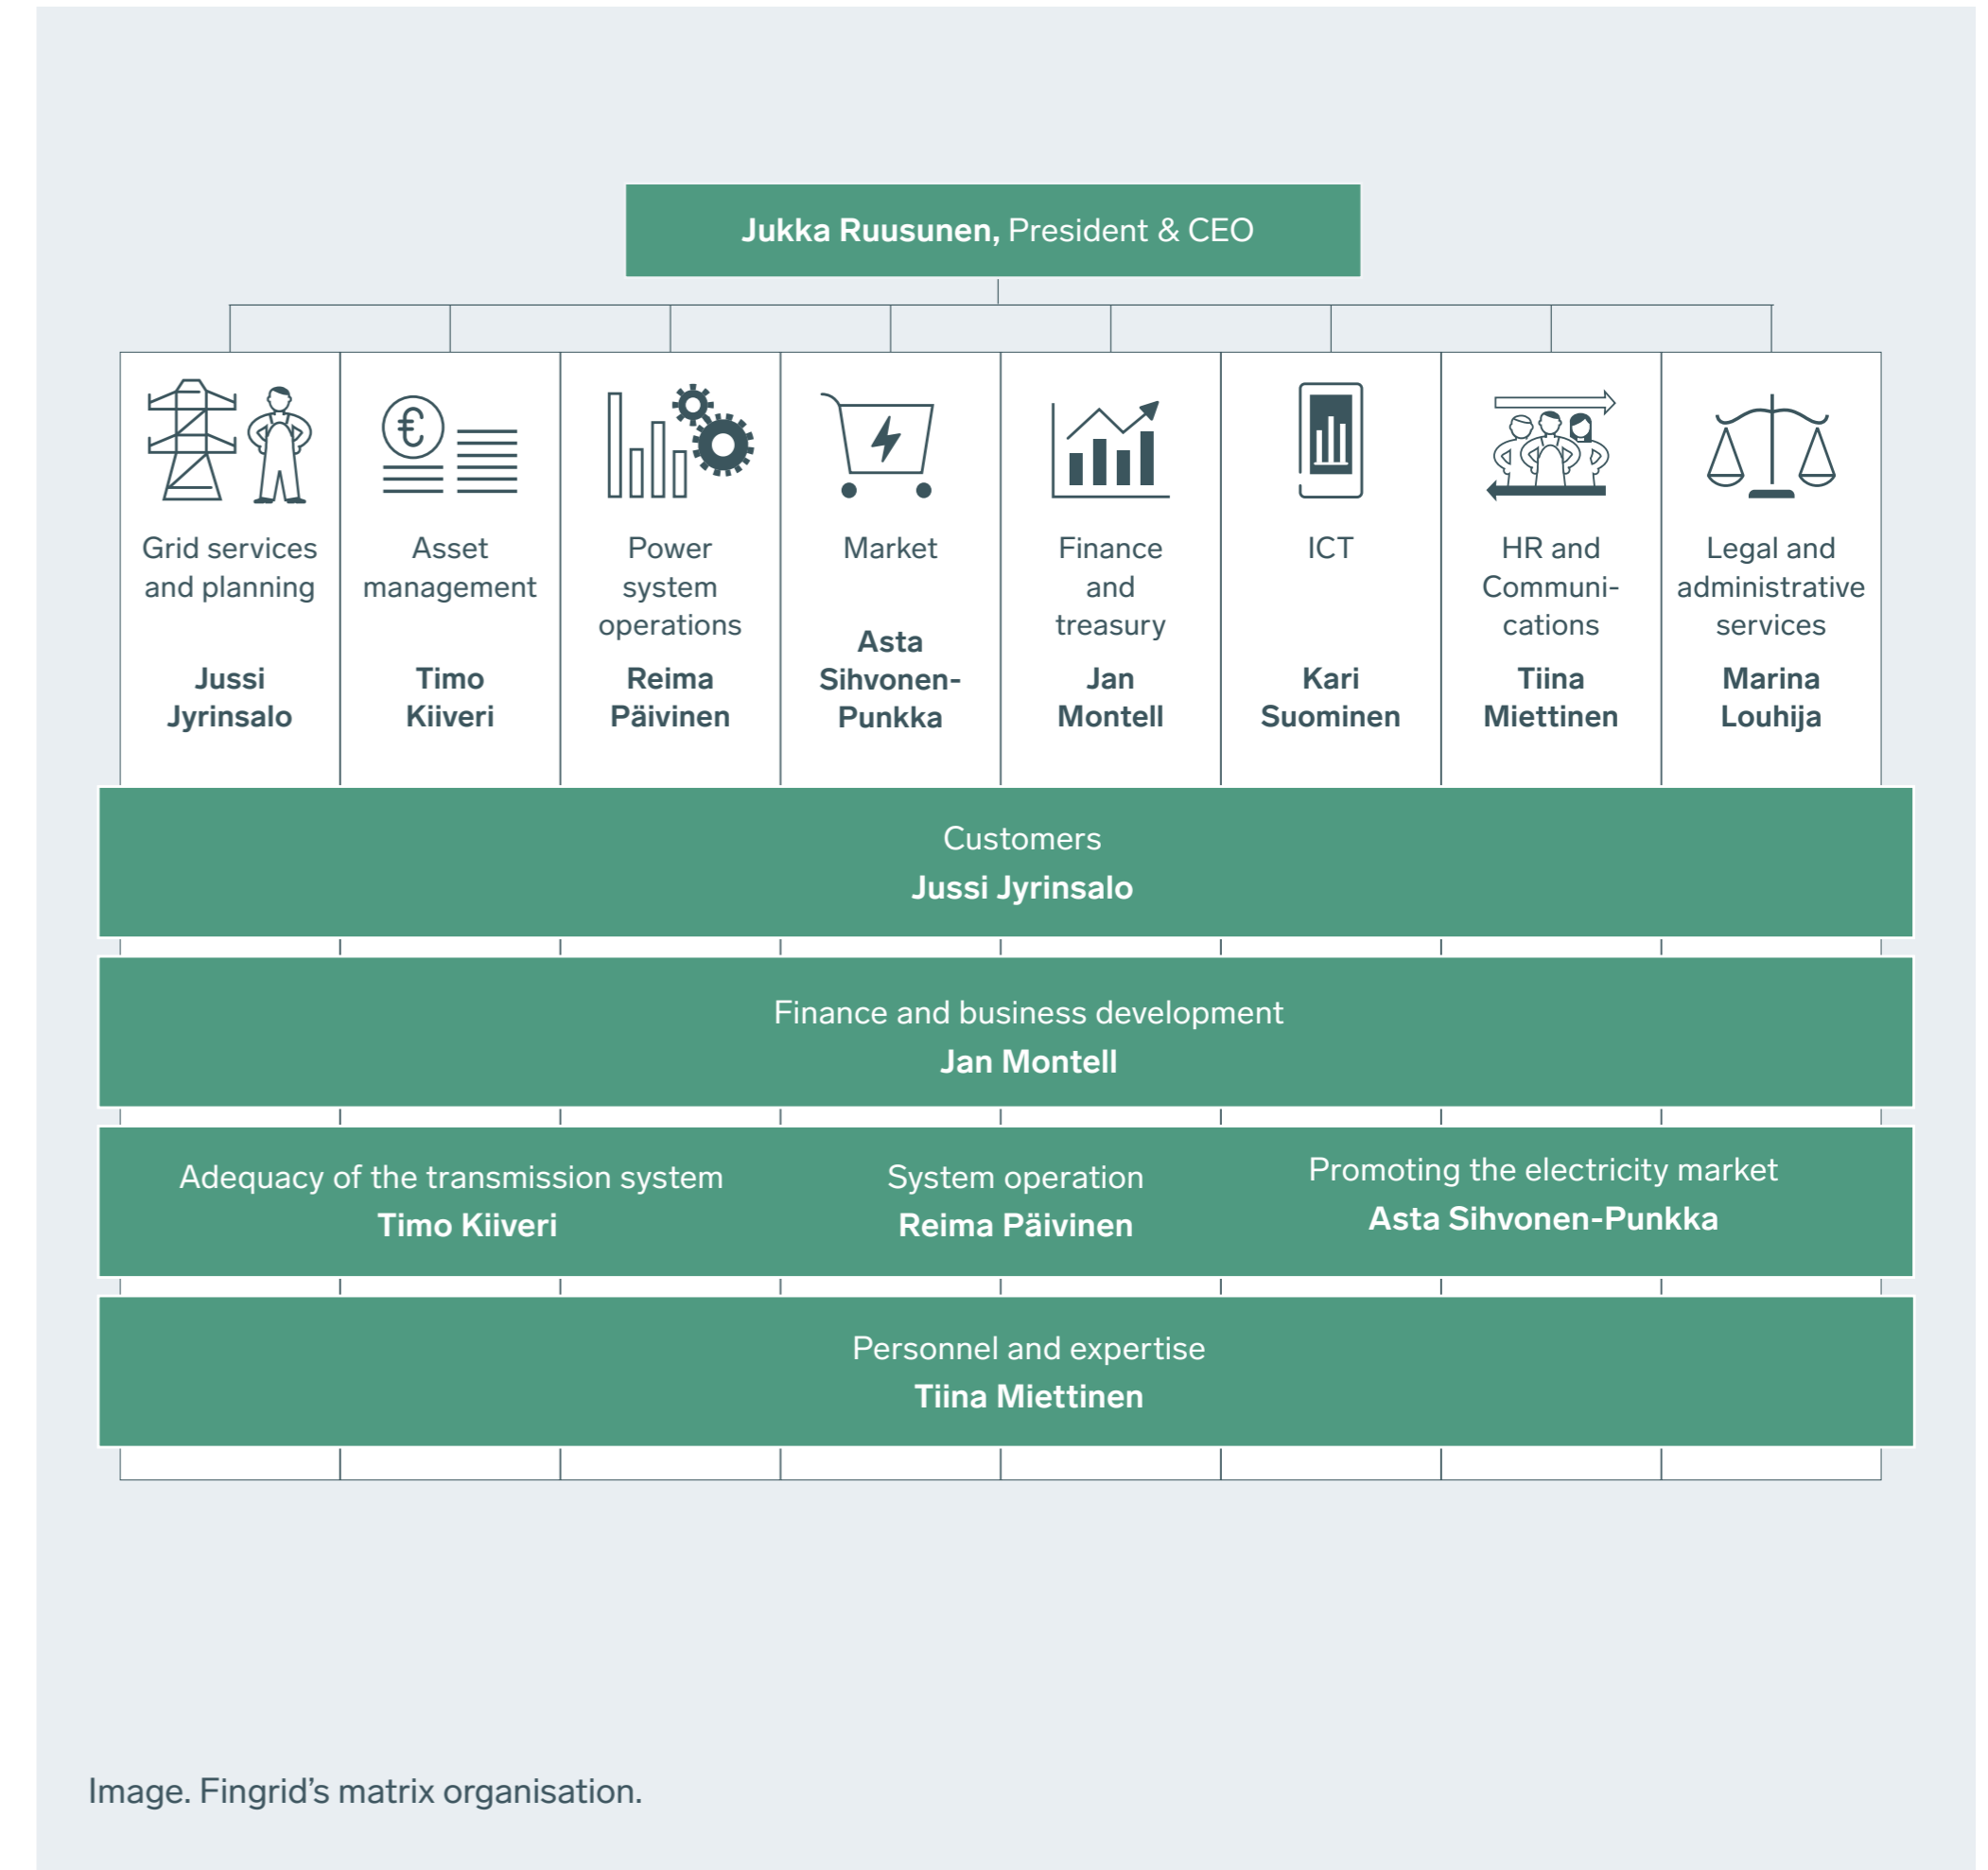 Jukka Ruusunen, President & CEO
€
Grid services
and planning
Jussi
Jyrinsalo
Asset
management
Timo
Kiiveri
Power
system
operations
Reima
Päivinen
Market
Asta
Sihvonen-
Punkka
Finance
and
treasury
Jan
Montell
ICT
Kari
Suominen
HR and
Communi-
cations
Tiina
Miettinen
Legal and
administrative
services
Marina
Louhija
Customers
Jussi Jyrinsalo
Finance and business development
Jan Montell
Adequacy of the transmission system
Timo Kiiveri
System operation
Reima Päivinen
Promoting the electricity market
Asta Sihvonen-Punkka
Personnel and expertise
Tiina Miettinen
Image. Fingrid’s matrix organisation.